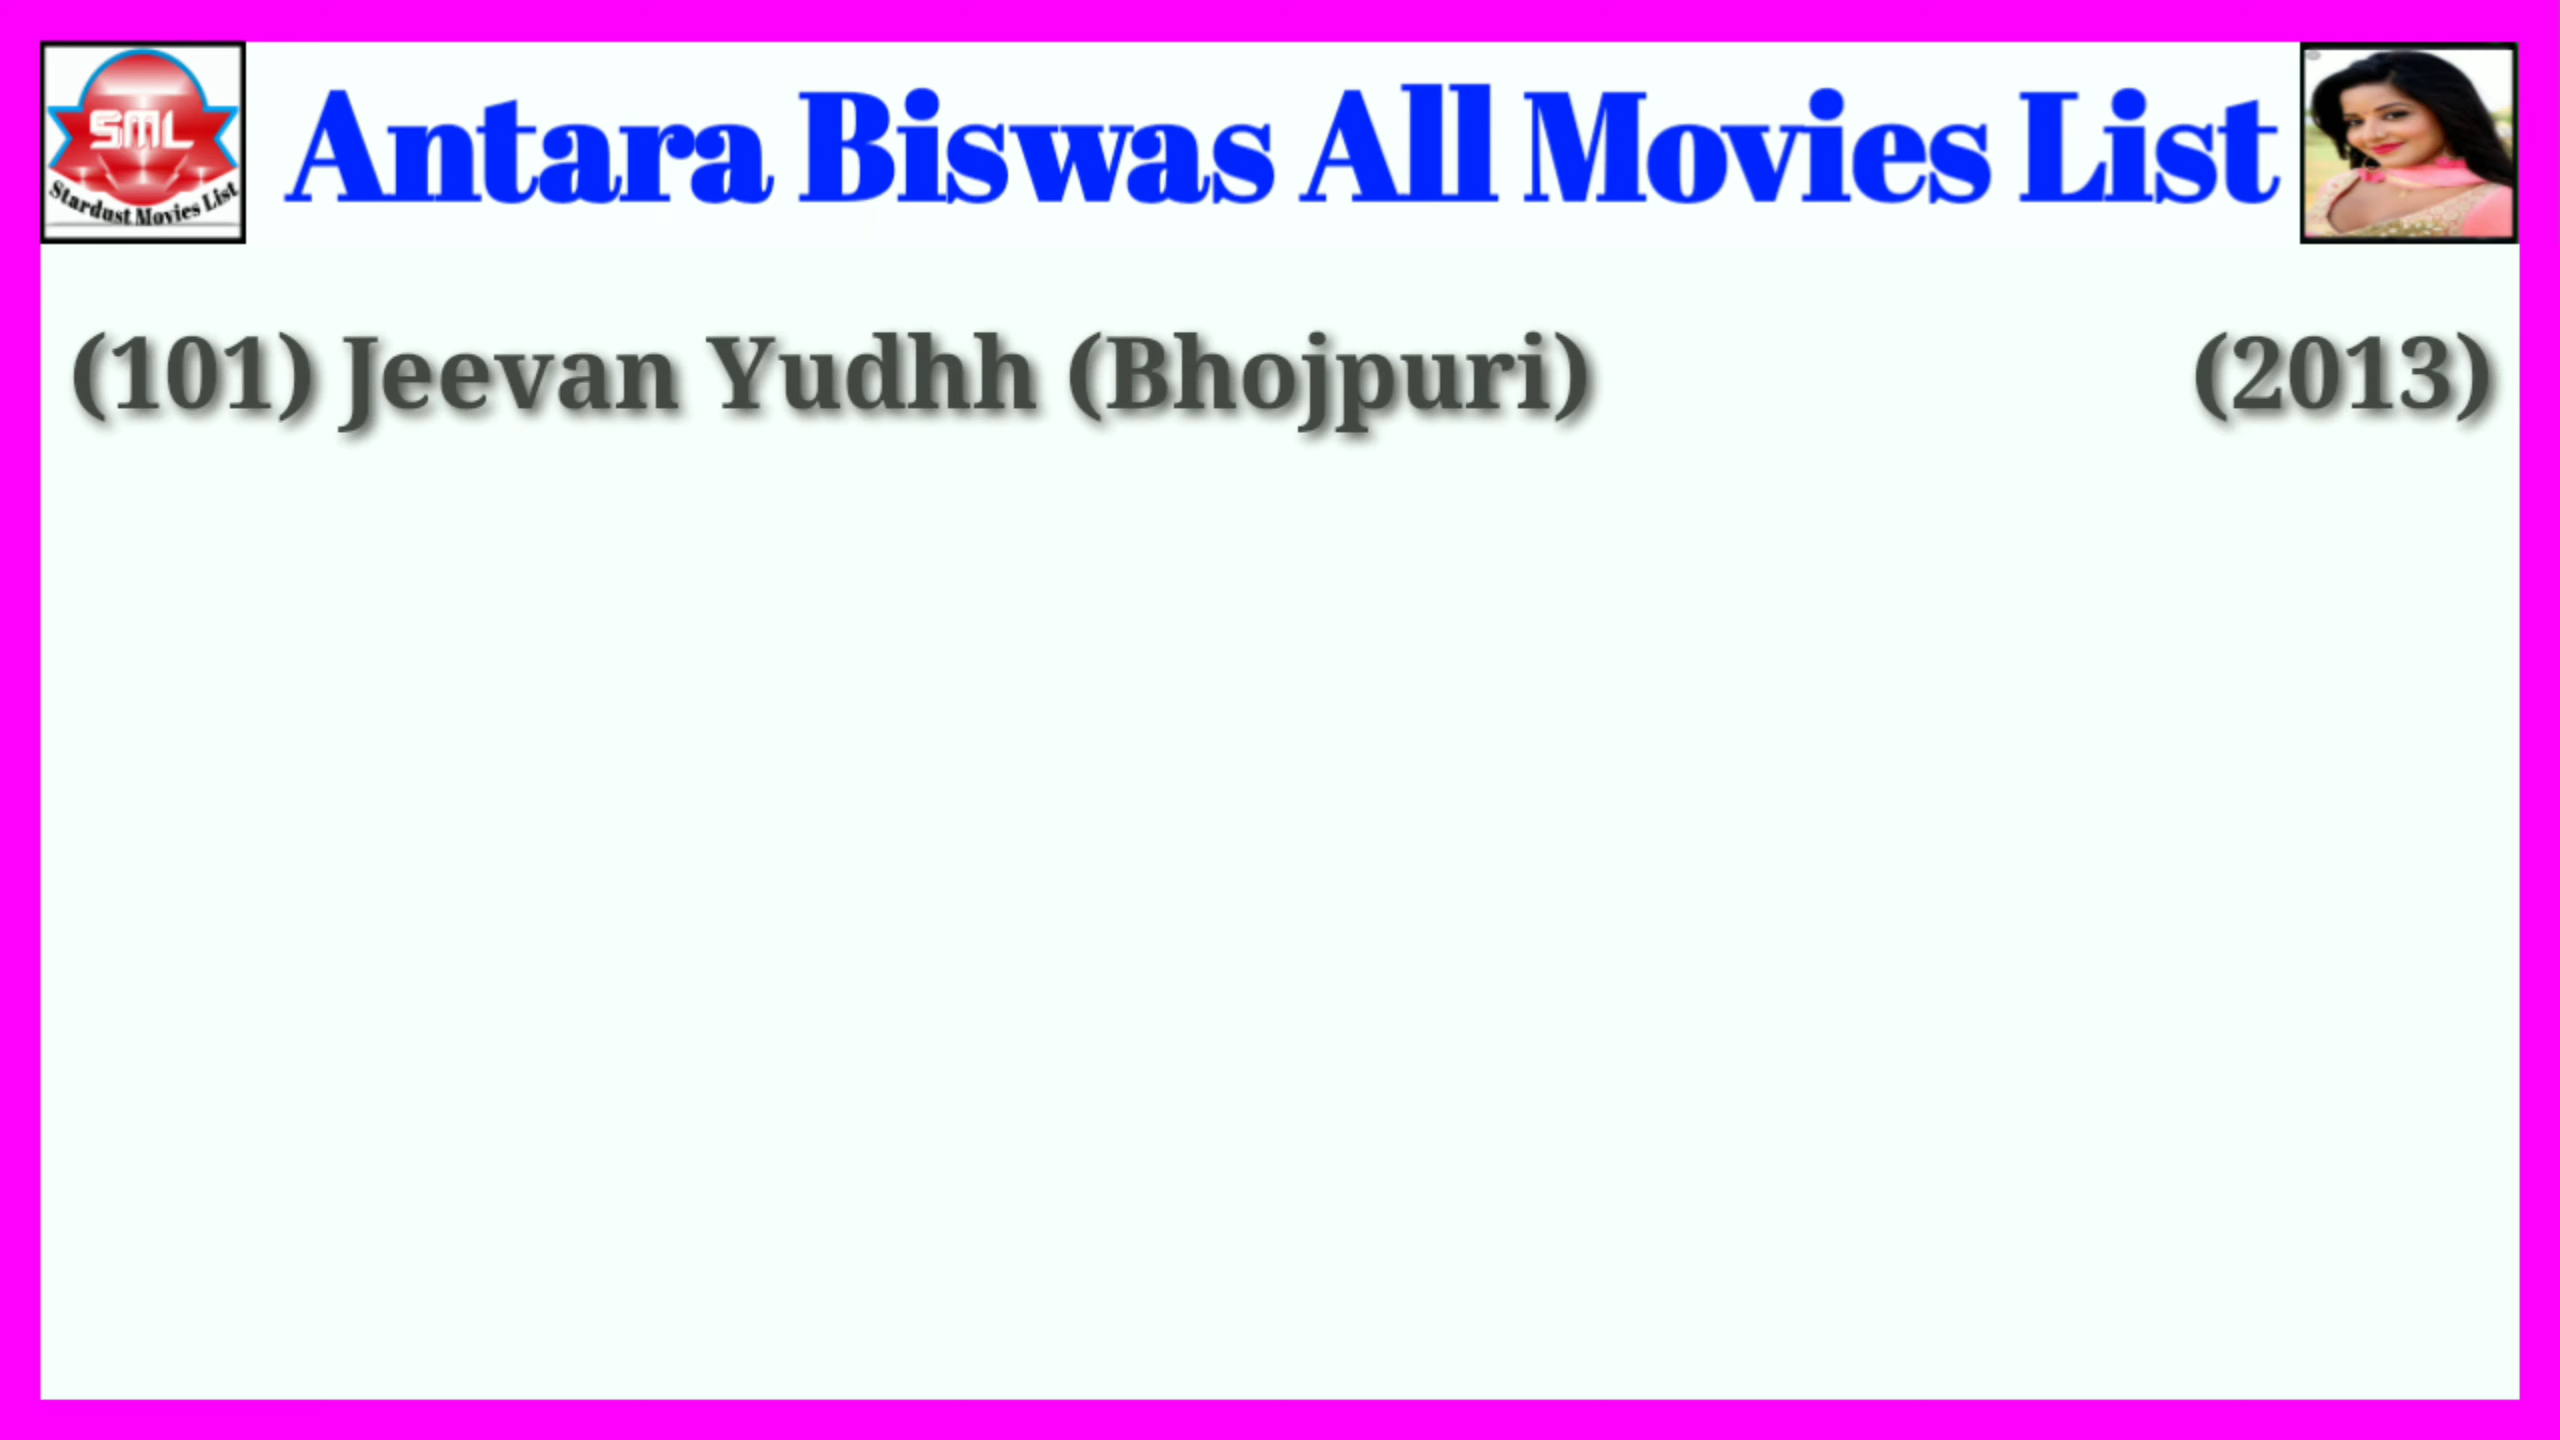 SML
Stardust Movies List
Antara Biswas All Movies List
(101) Jeevan Yudhh (Bhojpuri) (2013)